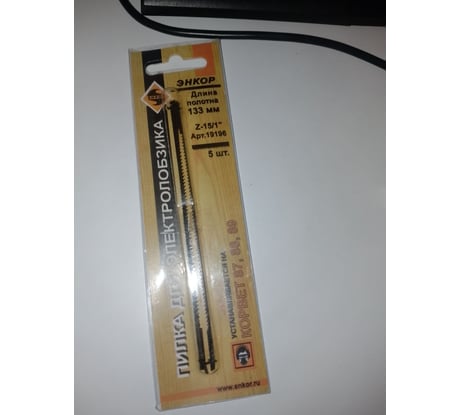 ЭНКОР
Длина
полотна
133 мм
Z-15/1"
Арт.19196
5 шт.
ПИЛКА ДЛЯ ЭЛЕКТРОЛОБЗИКА
УСТАНАВЛИВАЕТСЯ НА
КОРВЕТ 87, 88, 89
www.enkor.ru